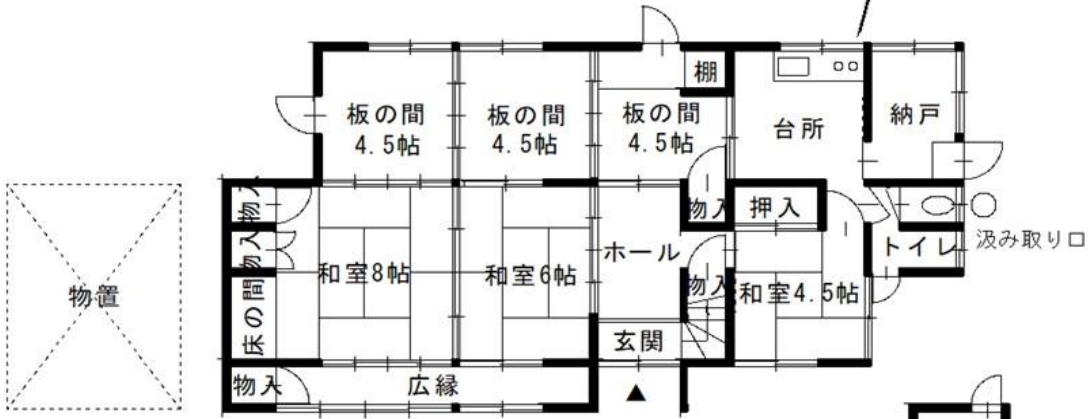 棚
板の間
4.5帖
板の間
4.5帖
板の間
4.5帖
台所
納戸
物入
物入
押入
物入
ホール
トイレ
汲み取り口
和室8帖
和室6帖
物入
和室4.5帖
物置
床の間
玄関
物入
広縁
▲